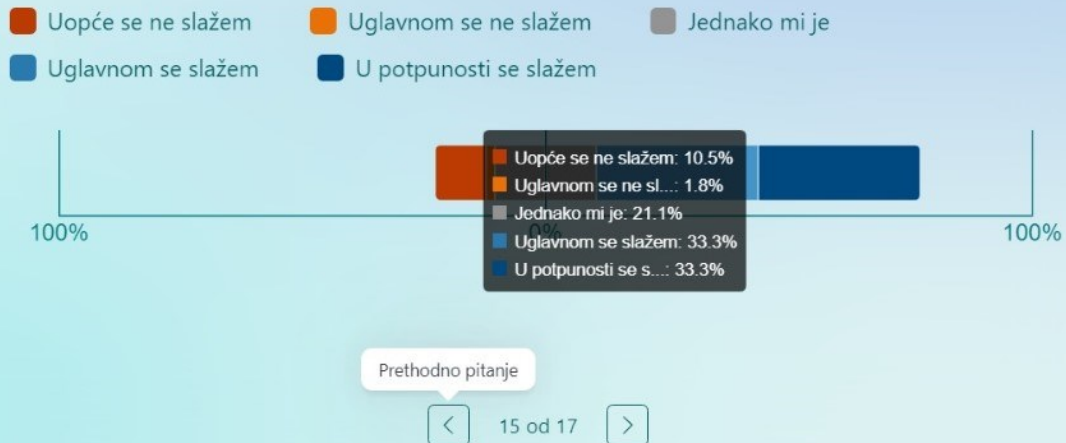 Uopće se ne slažem Uglavnom se ne slažem Jednako mi je
Uglavnom se slažem U potpunosti se slažem
Uopće se ne slažem: 10.5%
Uglavnom se ne sl...: 1.8%
Jednako mi je: 21.1%
Uglavnom se slažem: 33.3%
U potpunosti se s...: 33.3%
100% 0% 100%
Prethodno pitanje
15 od 17